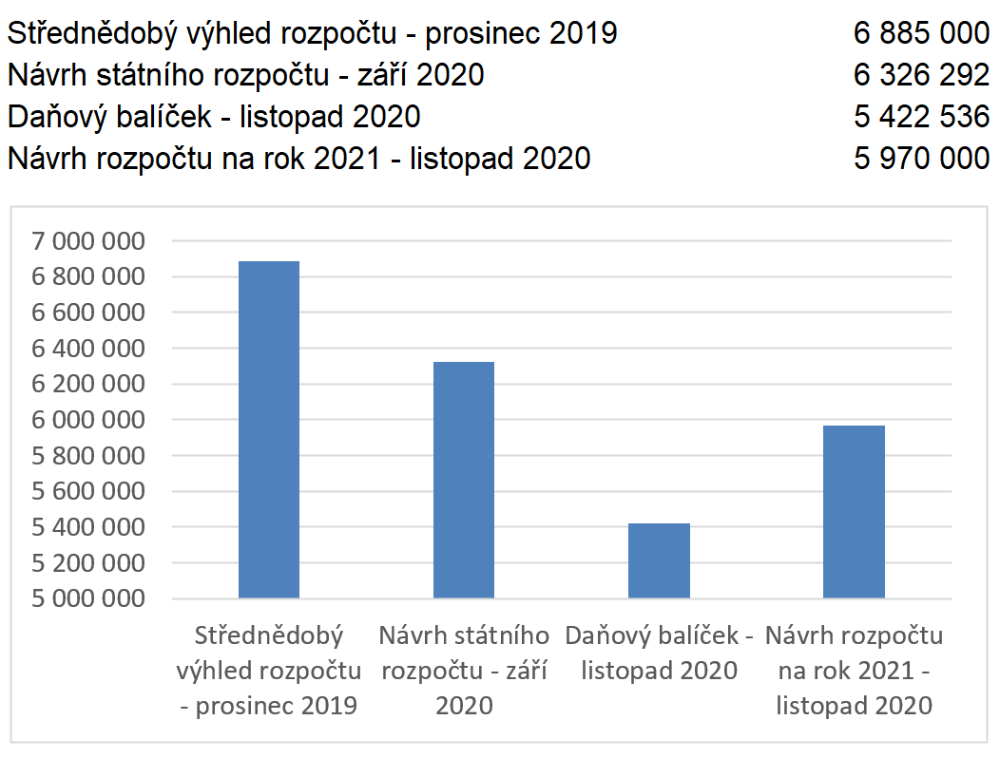 Střednědobý výhled rozpočtu - prosinec 2019 6 885 000
Návrh státního rozpočtu - září 2020 6 326 292
Daňový balíček - listopad 2020 5 422 536
Návrh rozpočtu na rok 2021 - listopad 2020 5 970 000
7 000 000
6 800 000
6 600 000
6 400 000
6 200 000
6 000 000
5 800 000
5 600 000
5 400 000
5 200 000
5 000 000
Střednědobý
výhled rozpočtu
- prosinec 2019
Návrh státního
rozpočtu - září
2020
Daňový balíček -
listopad 2020
Návrh rozpočtu
na rok 2021 -
listopad 2020